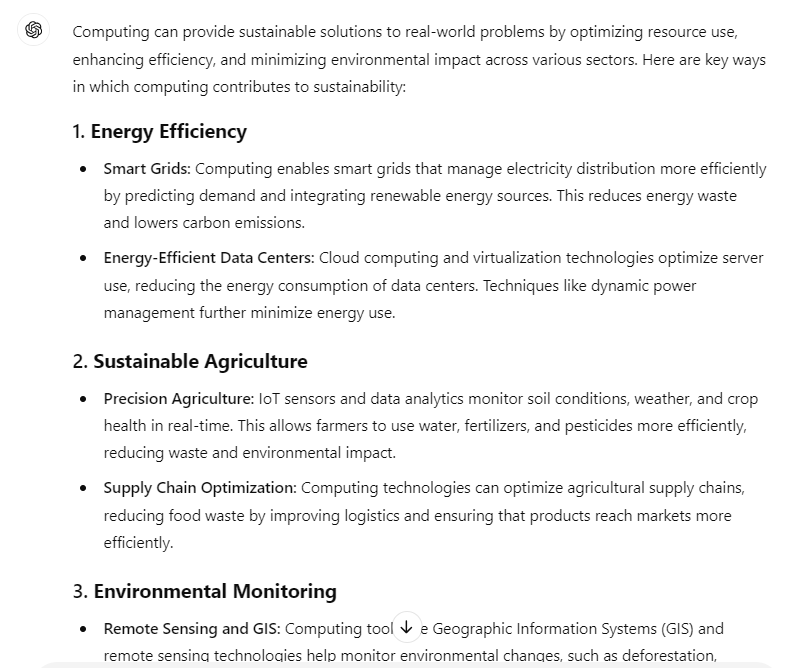 Computing can provide sustainable solutions to real-world problems by optimizing resource use,
enhancing efficiency, and minimizing environmental impact across various sectors. Here are key ways
in which computing contributes to sustainability:
1. Energy Efficiency
• Smart Grids: Computing enables smart grids that manage electricity distribution more efficiently
by predicting demand and integrating renewable energy sources. This reduces energy waste
and lowers carbon emissions.
• Energy-Efficient Data Centers: Cloud computing and virtualization technologies optimize server
use, reducing the energy consumption of data centers. Techniques like dynamic power
management further minimize energy use.
2. Sustainable Agriculture
• Precision Agriculture: IoT sensors and data analytics monitor soil conditions, weather, and crop
health in real-time. This allows farmers to use water, fertilizers, and pesticides more efficiently,
reducing waste and environmental impact.
• Supply Chain Optimization: Computing technologies can optimize agricultural supply chains,
reducing food waste by improving logistics and ensuring that products reach markets more
efficiently.
3. Environmental Monitoring
• Remote Sensing and GIS: Computing Geographic Information Systems (GIS) and
remote sensing technologies help monitor environmental changes, such as deforestation,